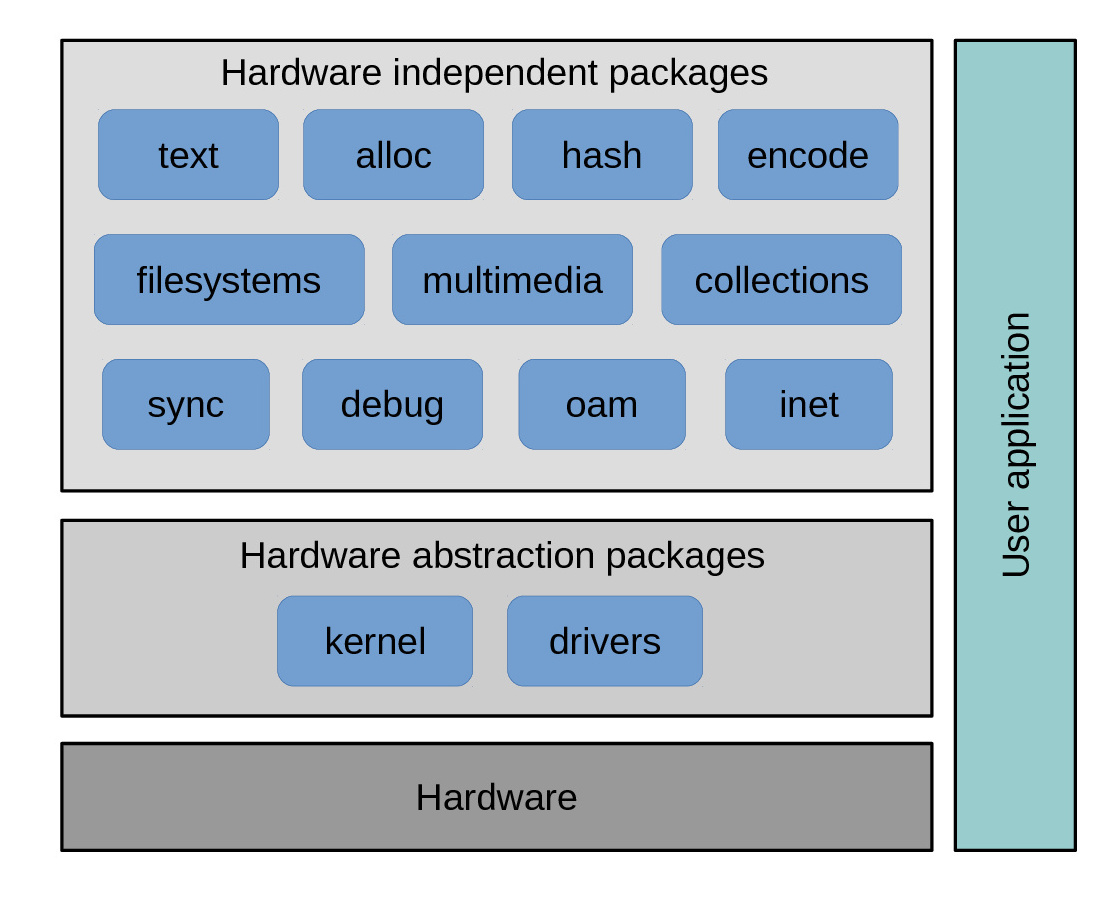 Hardware independent packages
text alloc hash encode
filesystems multimedia collections
sync debug oam inet
Hardware abstraction packages
kernel drivers
Hardware
User application